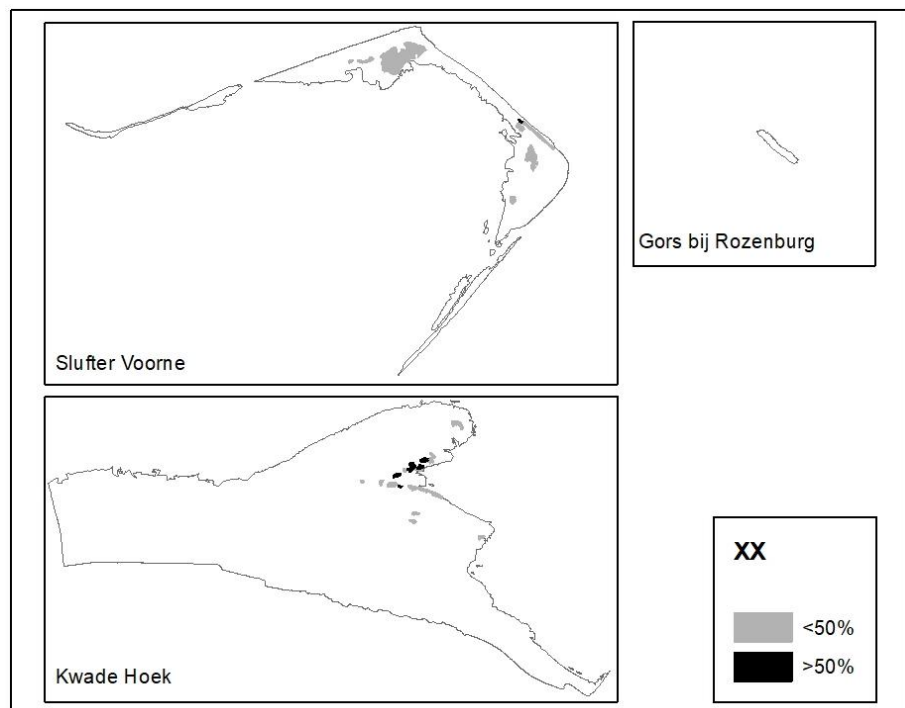 Slufter Voorne
Gors bij Rozenburg
Kwade Hoek
XX
<50%
>50%